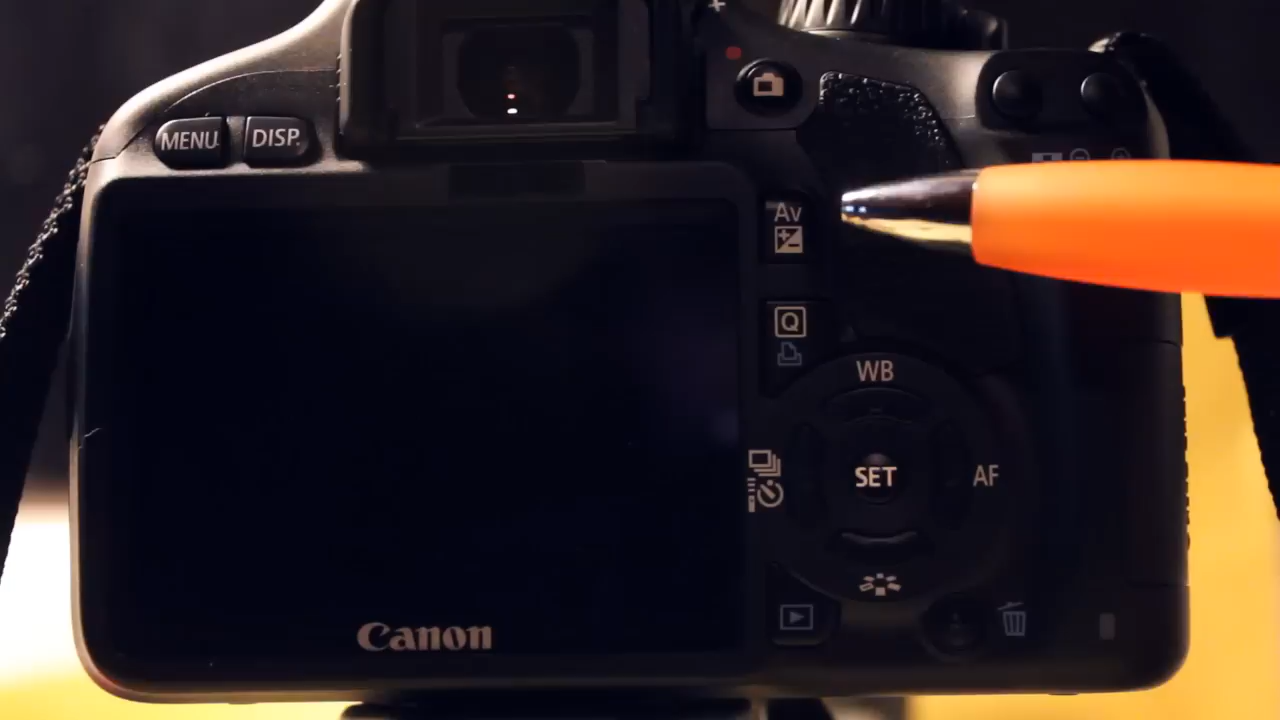 MENU
DISP.
Av
Q
WB
SET
AF
Canon